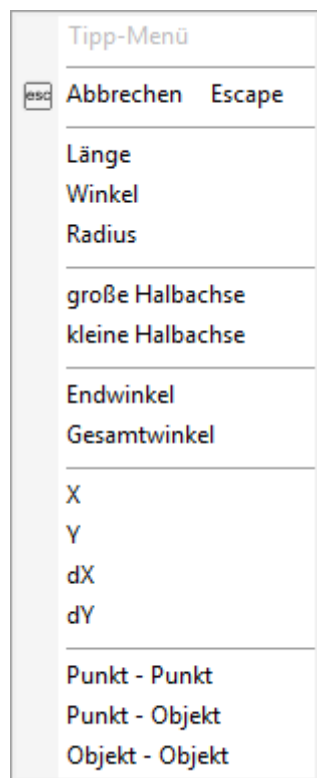 Tipp-Menü
esc Abbrechen Escape
Länge
Winkel
Radius
große Halbachse
kleine Halbachse
Endwinkel
Gesamtwinkel
X
Y
dX
dY
Punkt - Punkt
Punkt - Objekt
Objekt - Objekt